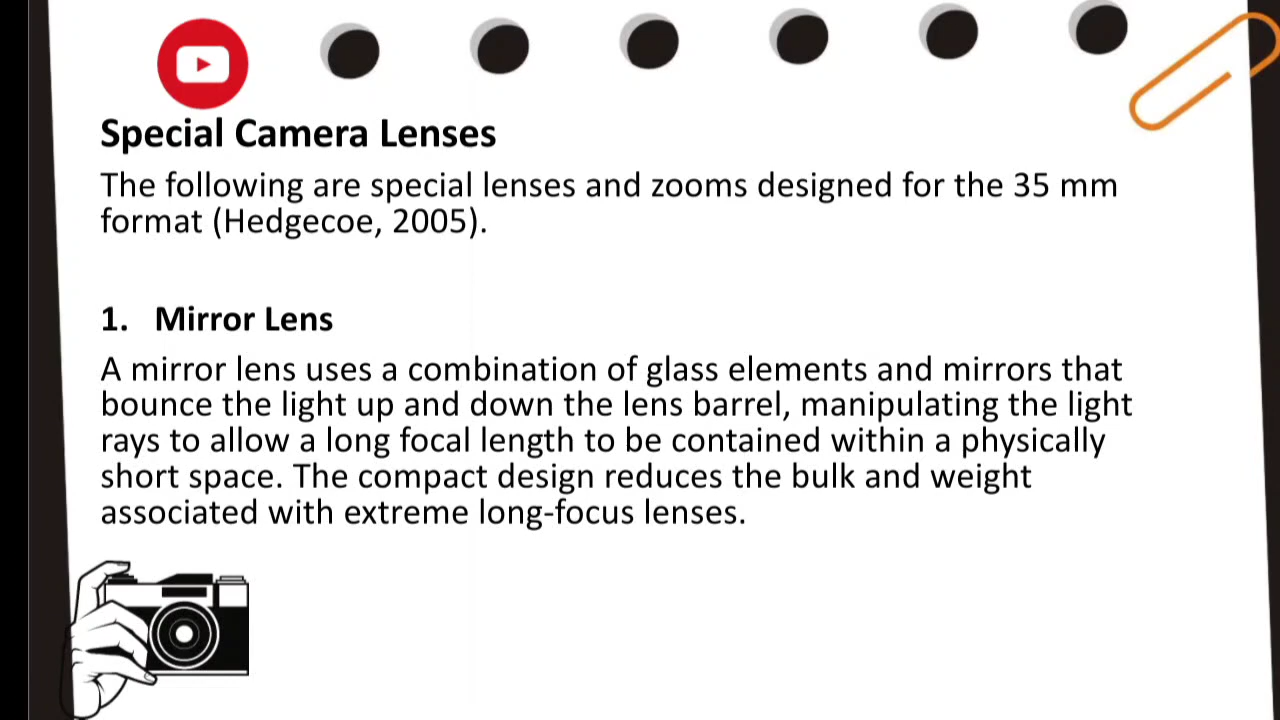 Special Camera Lenses
The following are special lenses and zooms designed for the 35 mm
format (Hedgecoe, 2005).
1. Mirror Lens
A mirror lens uses a combination of glass elements and mirrors that
bounce the light up and down the lens barrel, manipulating the light
rays to allow a long focal length to be contained within a physically
short space. The compact design reduces the bulk and weight
associated with extreme long-focus lenses.